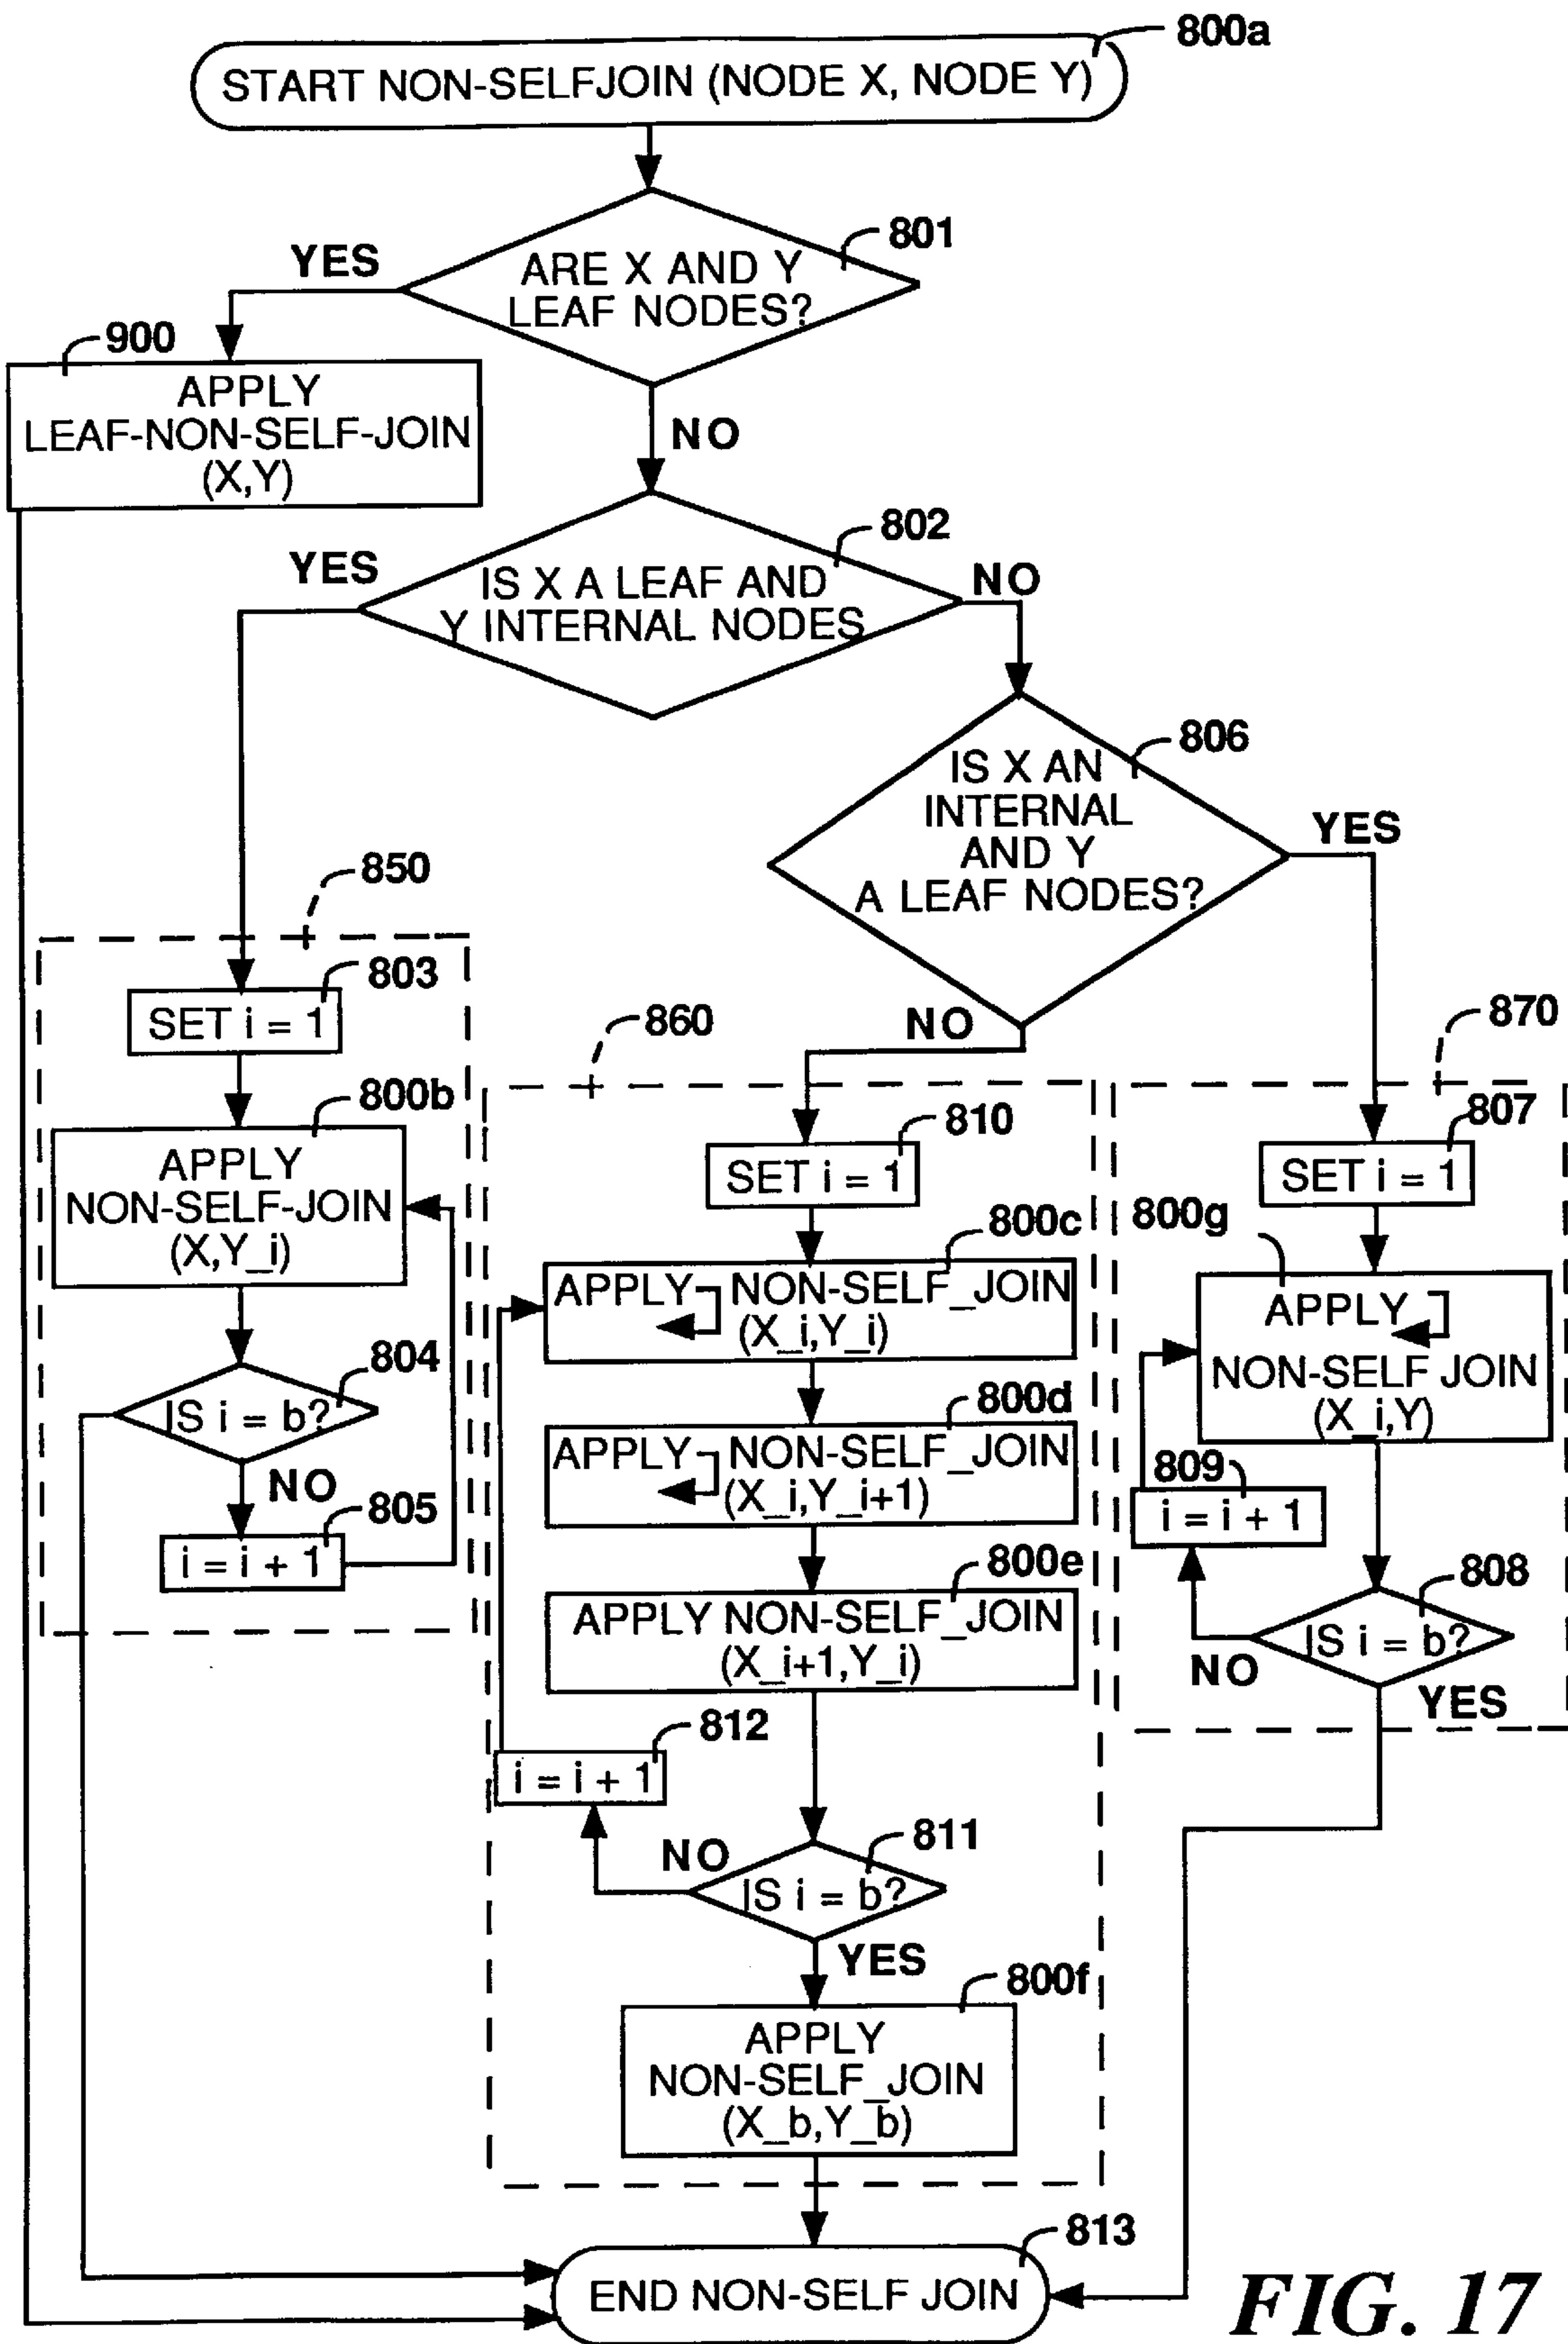 800a
START NON-SELFJOIN (NODE X, NODE Y)
801
YES
ARE X AND Y
LEAF NODES?
900
APPLY
LEAF-NON-SELF-JOIN
(X,Y)
NO
802
YES
IS X A LEAF AND
Y INTERNAL NODES
NO
806
IS X AN
INTERNAL
AND Y
A LEAF NODES?
YES
NO
850
803
SET i = 1
800b
APPLY
NON-SELF-JOIN
(X,Y_i)
804
IS i = b?
NO
805
i = i + 1
860
810
SET i = 1
800c
APPLY NON-SELF_JOIN
(X_i,Y_i)
800d
APPLY NON-SELF_JOIN
(X_i,Y_i+1)
800e
APPLY NON-SELF_JOIN
(X_i+1,Y_i)
812
i = i + 1
811
NO
IS i = b?
YES
800f
APPLY
NON-SELF_JOIN
(X_b,Y_b)
870
807
SET i = 1
800g
APPLY
NON-SELF JOIN
(X_i,Y)
809
i = i + 1
808
IS i = b?
NO
YES
813
END NON-SELF JOIN
FIG. 17